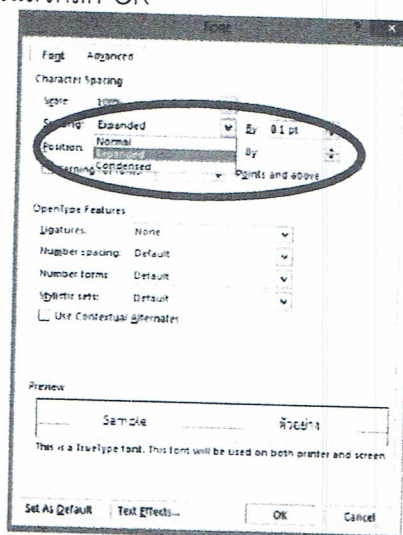 OK
Font ? ×
Font Advanced
Character Spacing
Scale: 100%
Spacing: Expanded By 0.1 pt
Position: Normal By
Expanded
Condensed Points and above
OpenType Features
Ligatures: None
Number spacing: Default
Number forms: Default
Stylistic sets: Default
Use Contextual Alternates
Preview
Sample ตัวอย่าง
This is a TrueType font. This font will be used on both printer and screen.
Set As Default Text Effects... OK Cancel